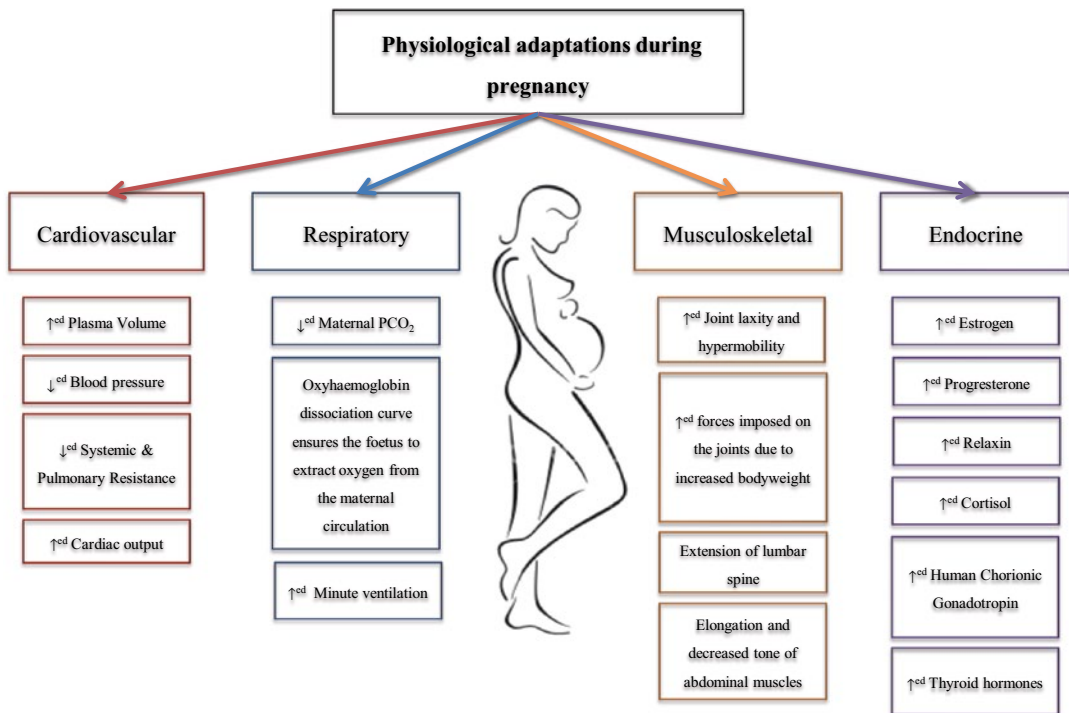 Physiological adaptations during
pregnancy
Cardiovascular
↑ed Plasma Volume
↓ed Blood pressure
↓ed Systemic &
Pulmonary Resistance
↑ed Cardiac output
Respiratory
↓ed Maternal PCO₂
Oxyhaemoglobin
dissociation curve
ensures the foetus to
extract oxygen from
the maternal
circulation
↑ed Minute ventilation
Musculoskeletal
↑ed Joint laxity and
hypermobility
↑ed forces imposed on
the joints due to
increased bodyweight
Extension of lumbar
spine
Elongation and
decreased tone of
abdominal muscles
Endocrine
↑ed Estrogen
↑ed Progresterone
↑ed Relaxin
↑ed Cortisol
↑ed Human Chorionic
Gonadotropin
↑ed Thyroid hormones